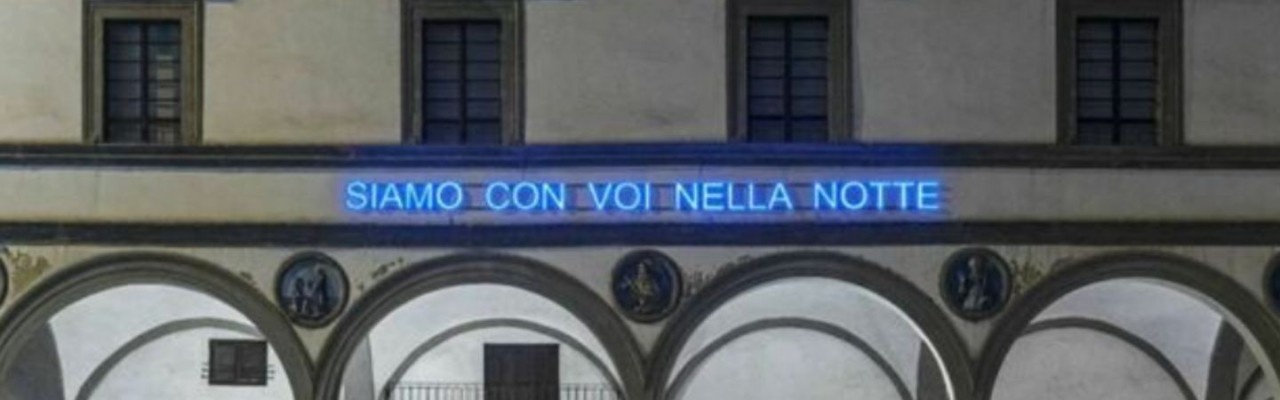 SIAMO CON VOI NELLA NOTTE